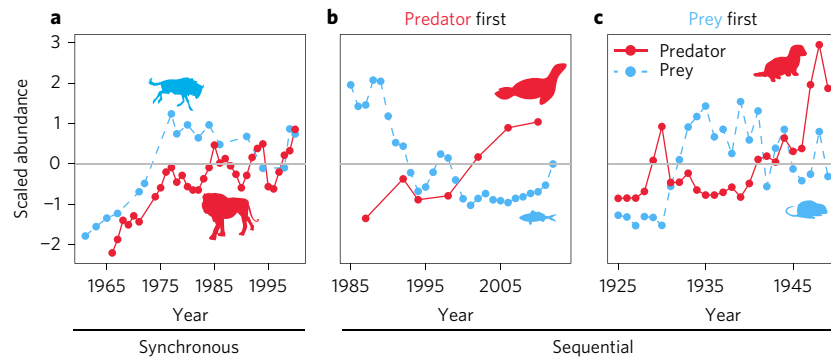 a
b
Predator first
c
Prey first
3
2
1
0
−1
−2
Scaled abundance
Predator
Prey
1965 1975 1985 1995
1985 1995 2005
1925 1935 1945
Year
Year
Year
Synchronous
Sequential